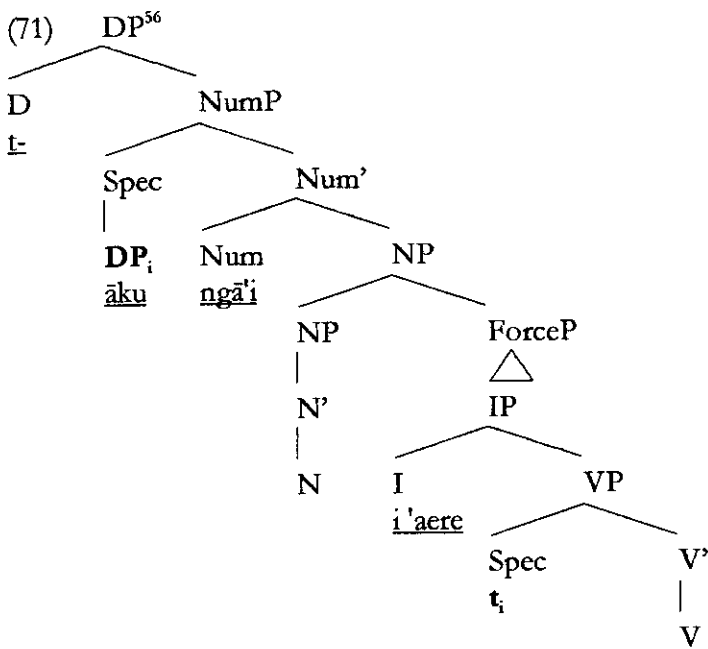 (71) DP56
D NumP
t-
Spec Num'
DPi Num NP
āku ngā'i
NP ForceP
N' IP
N I VP
i 'aere
Spec V'
ti
V